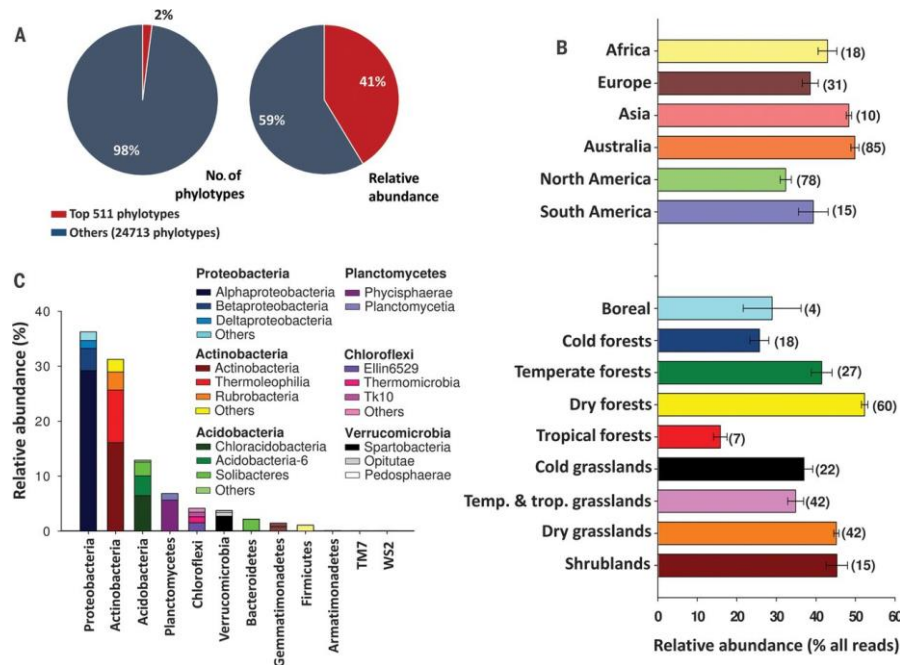 A
2%
98%
No. of
phylotypes
41%
59%
Relative
abundance
Top 511 phylotypes
Others (24713 phylotypes)
B
Africa
(18)
Europe
(31)
Asia
(10)
Australia
(85)
North America
(78)
South America
(15)
Boreal
(4)
Cold forests
(18)
Temperate forests
(27)
Dry forests
(60)
Tropical forests
(7)
Cold grasslands
(22)
Temp. & trop. grasslands
(42)
Dry grasslands
(42)
Shrublands
(15)
0 10 20 30 40 50 60
Relative abundance (% all reads)
C
Relative abundance (%)
40
30
20
10
0
Proteobacteria
Alphaproteobacteria
Betaproteobacteria
Deltaproteobacteria
Others
Actinobacteria
Actinobacteria
Thermoleophilia
Rubrobacteria
Others
Acidobacteria
Chloracidobacteria
Acidobacteria-6
Solibacteres
Others
Planctomycetes
Phycisphaerae
Planctomycetia
Chloroflexi
Ellin6529
Thermomicrobia
Tk10
Others
Verrucomicrobia
Spartobacteria
Opitutae
Pedosphaerae
Proteobacteria
Actinobacteria
Acidobacteria
Planctomycetes
Chloroflexi
Verrucomicrobia
Bacteroidetes
Gemmatimonadetes
Firmicutes
Armatimonadetes
TM7
WS2